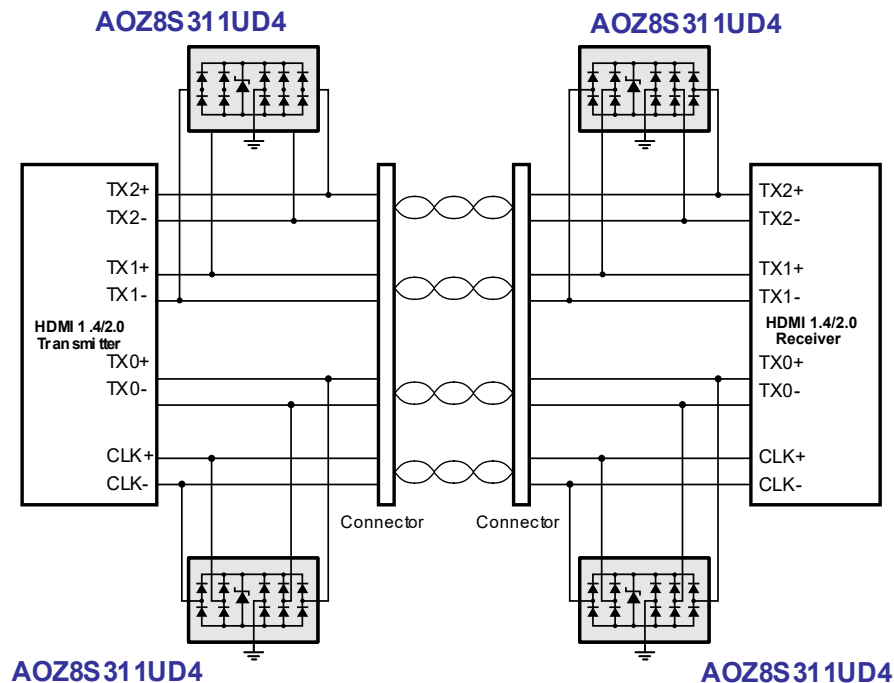 AOZ8S311UD4
AOZ8S311UD4
TX2+
TX2-
TX1+
TX1-
HDMI 1.4/2.0
Transmitter
TX0+
TX0-
CLK+
CLK-
TX2+
TX2-
TX1+
TX1-
HDMI 1.4/2.0
Receiver
TX0+
TX0-
CLK+
CLK-
Connector
Connector
AOZ8S311UD4
AOZ8S311UD4